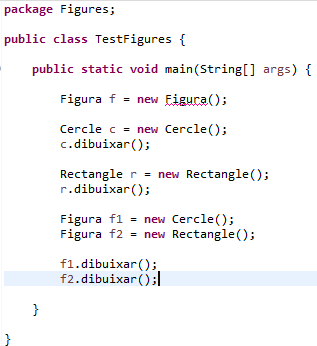 package Figures;
public class TestFigures {
public static void main(String[] args) {
Figura f = new Figura();
Cercle c = new Cercle();
c.dibuixar();
Rectangle r = new Rectangle();
r.dibuixar();
Figura f1 = new Cercle();
Figura f2 = new Rectangle();
f1.dibuixar();
f2.dibuixar();
}
}